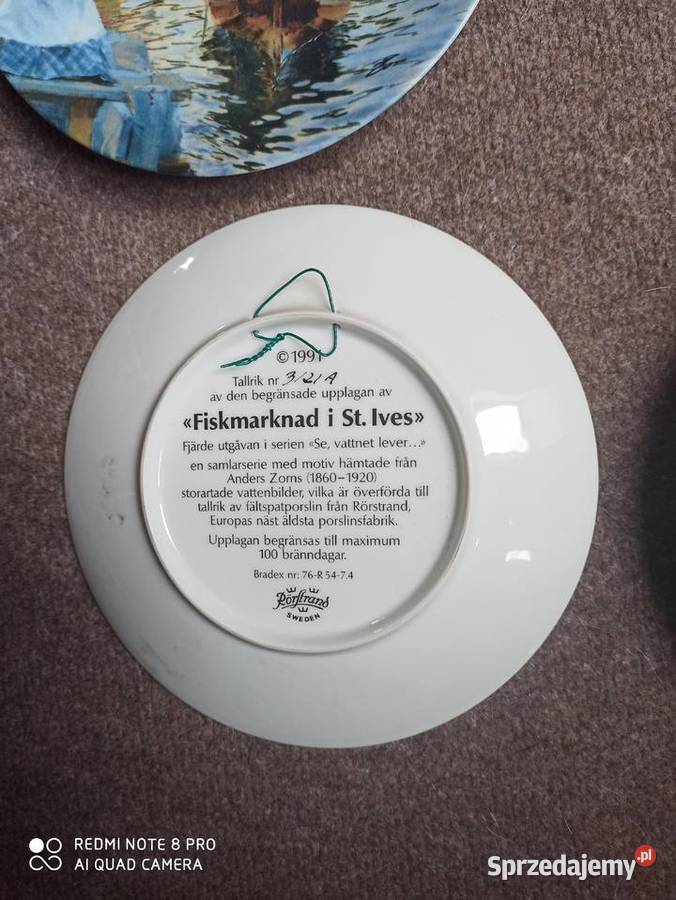 ©1991
Tallrik nr 3121A
av den begränsade upplagan av
«Fiskmarknad i St. Ives»
Fjärde utgåvan i serien «Se, vattnet lever...»
en samlarserie med motiv hämtade från
Anders Zorns (1860–1920)
storartade vattenbilder, vilka är överförda till
tallrik av fältspatporslin från Rörstrand,
Europas näst äldsta porslinsfabrik.
Upplagan begränsas till maximum
100 bränndagar.
Bradex nr: 76-R 54-7.4
Rörstrand
SWEDEN
REDMI NOTE 8 PRO
AI QUAD CAMERA
Sprzedajemy.pl